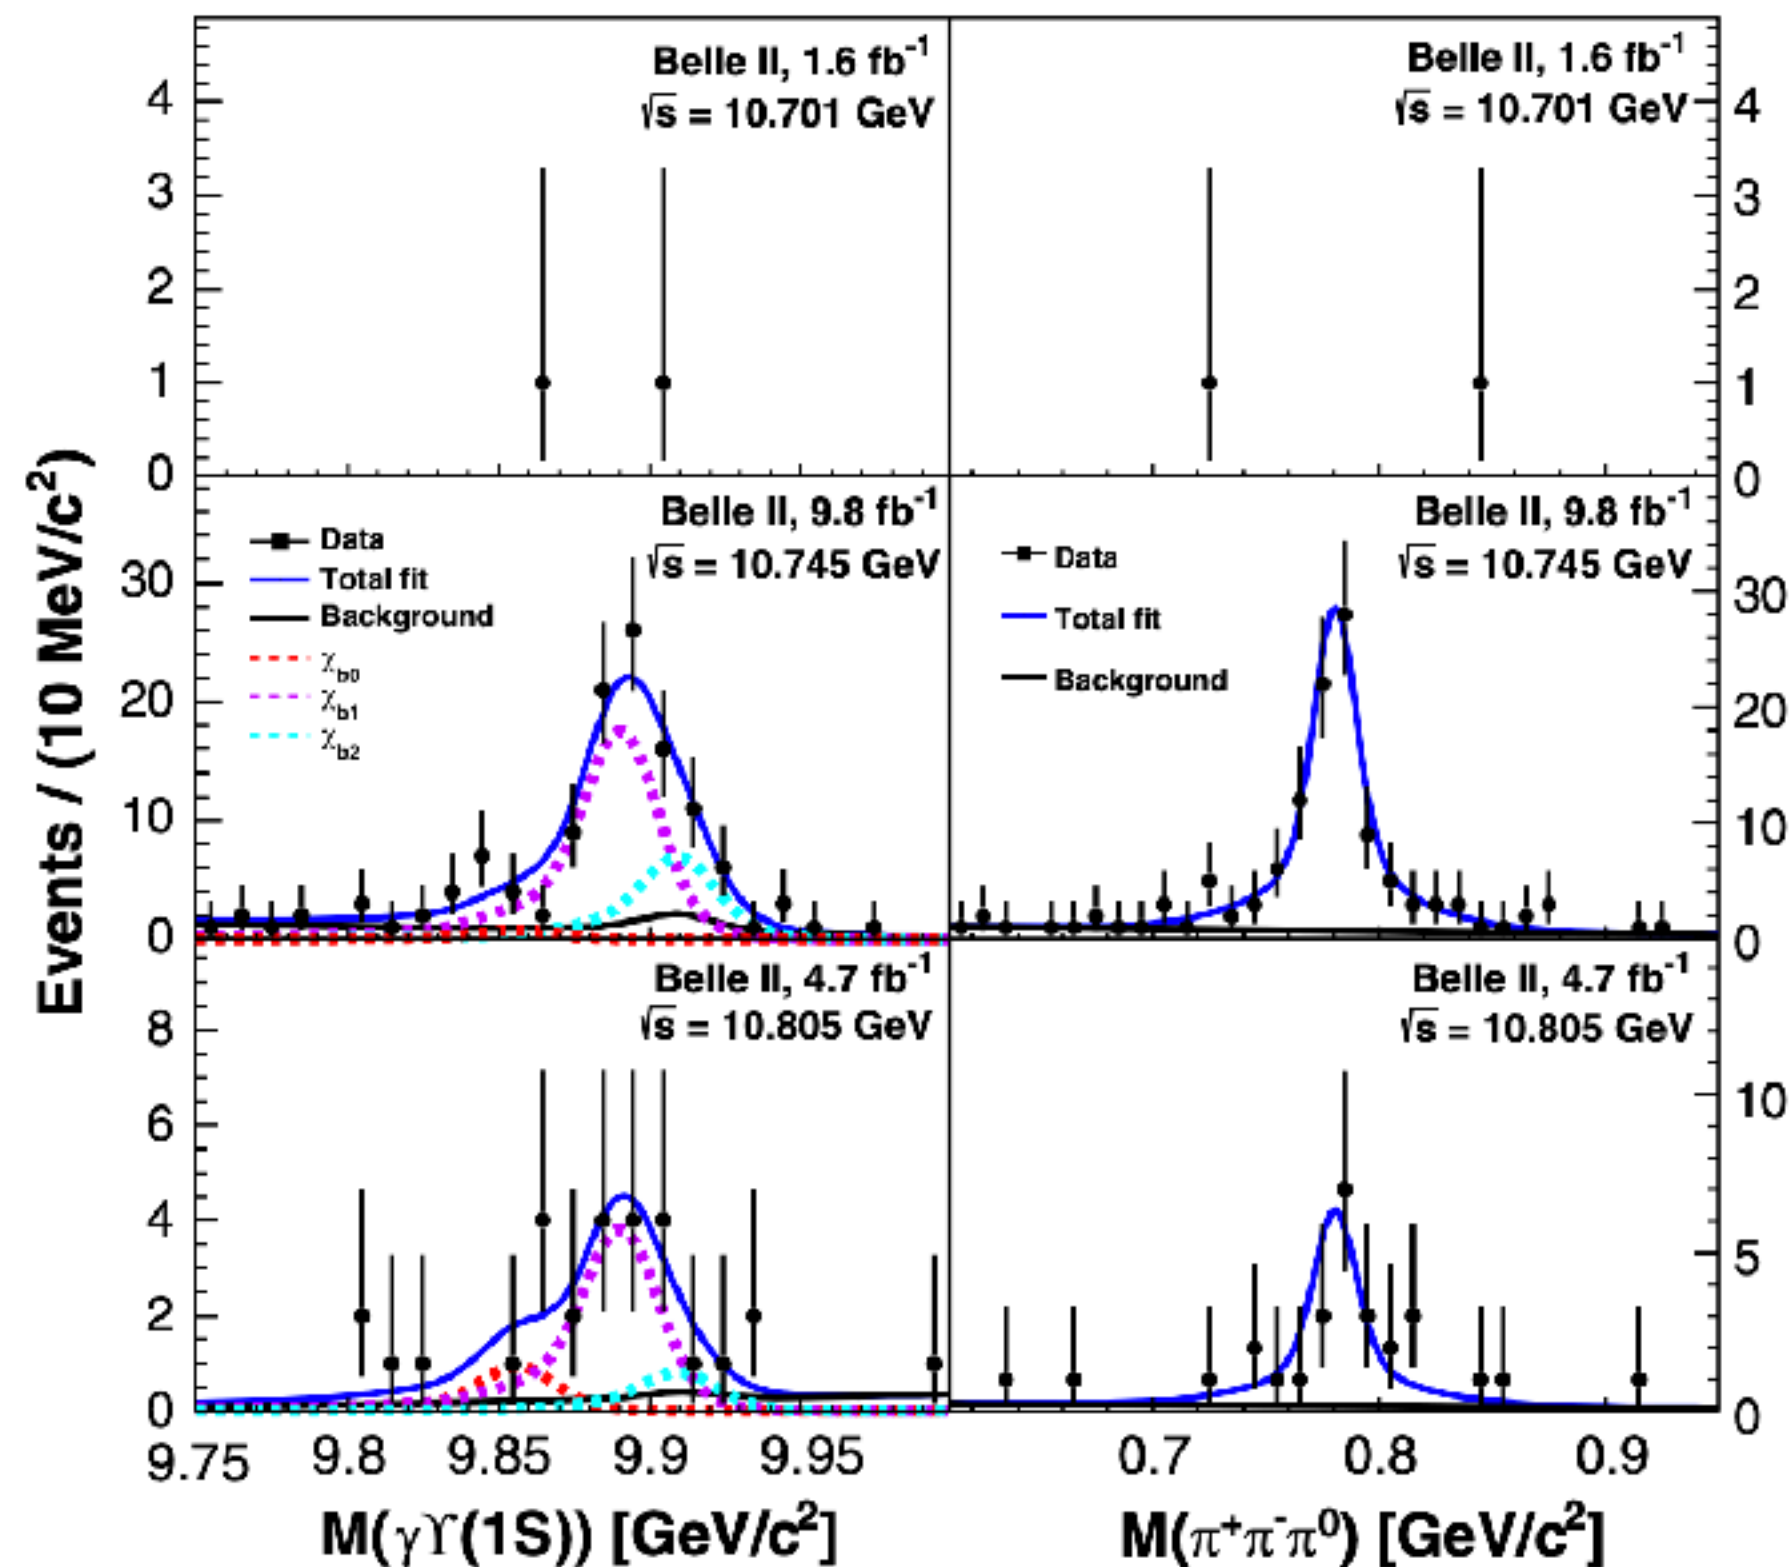 Events / (10 MeV/c²)
Belle II, 1.6 fb⁻¹
√s = 10.701 GeV
4
3
2
1
0
Belle II, 1.6 fb⁻¹
√s = 10.701 GeV
4
3
2
1
0
Belle II, 9.8 fb⁻¹
√s = 10.745 GeV
Data
Total fit
Background
χb0
χb1
χb2
30
20
10
0
Belle II, 9.8 fb⁻¹
√s = 10.745 GeV
Data
Total fit
Background
30
20
10
0
Belle II, 4.7 fb⁻¹
√s = 10.805 GeV
8
6
4
2
0
Belle II, 4.7 fb⁻¹
√s = 10.805 GeV
10
5
0
9.75 9.8 9.85 9.9 9.95
0.7 0.8 0.9
M(γϒ(1S)) [GeV/c²]
M(π⁺π⁻π⁰) [GeV/c²]